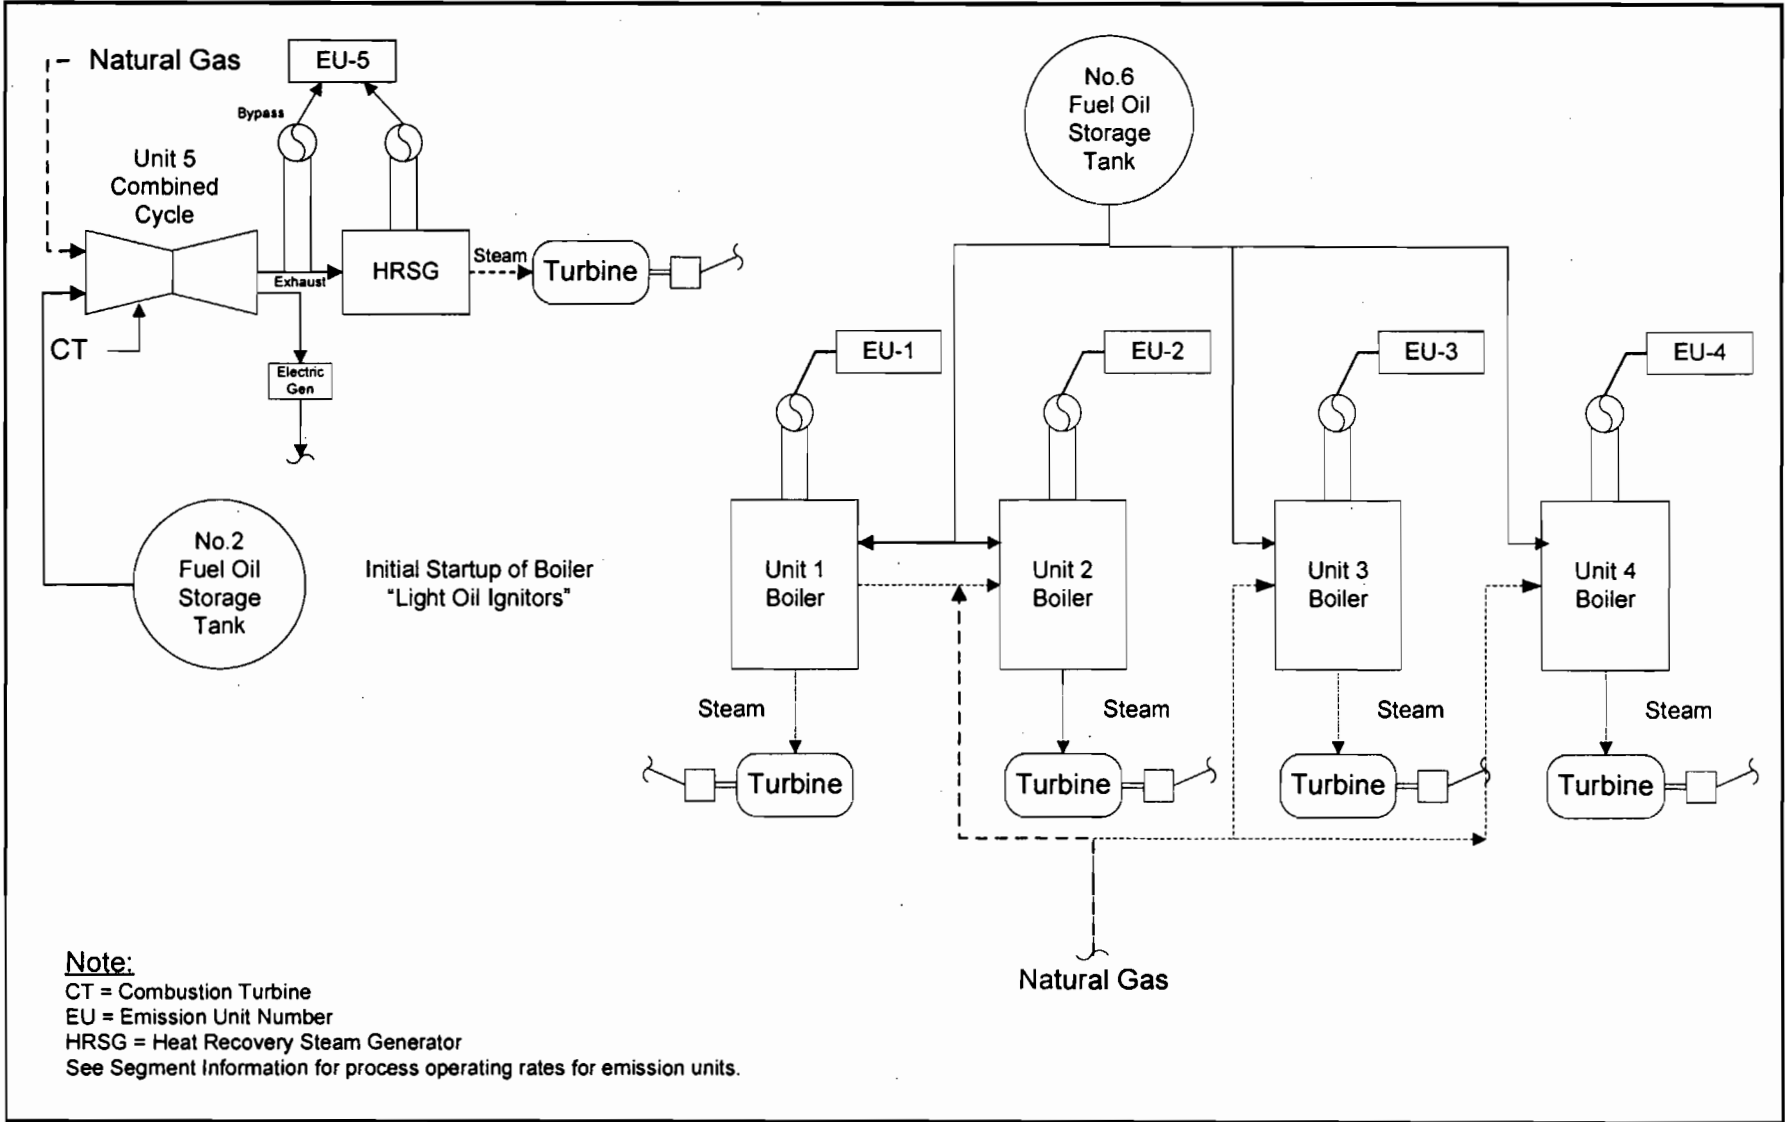 Natural Gas
EU-5
Bypass
Unit 5
Combined
Cycle
HRSG
Steam
Turbine
Exhaust
CT
Electric
Gen
No.2
Fuel Oil
Storage
Tank
Initial Startup of Boiler
"Light Oil Ignitors"
No.6
Fuel Oil
Storage
Tank
EU-1
EU-2
EU-3
EU-4
Unit 1
Boiler
Unit 2
Boiler
Unit 3
Boiler
Unit 4
Boiler
Steam
Steam
Steam
Steam
Turbine
Turbine
Turbine
Turbine
Natural Gas
Note:
CT = Combustion Turbine
EU = Emission Unit Number
HRSG = Heat Recovery Steam Generator
See Segment Information for process operating rates for emission units.